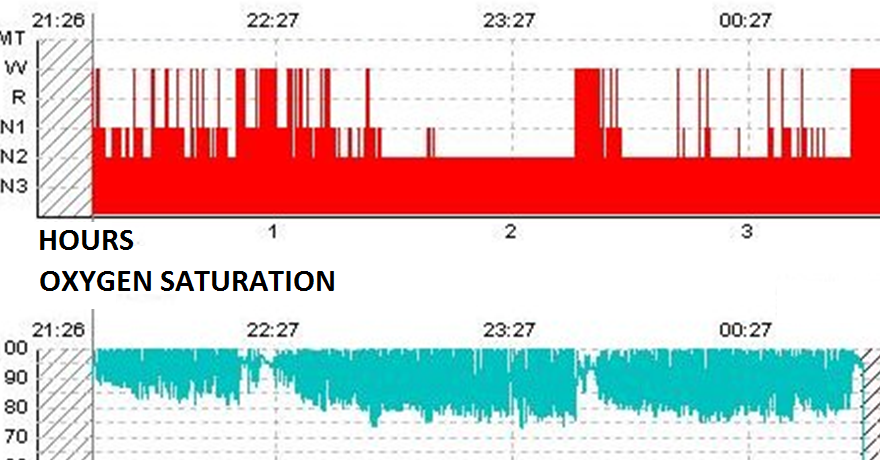 21:26 22:27 23:27 00:27
MT
W
R
N1
N2
N3
1 2 3
HOURS
OXYGEN SATURATION
21:26 22:27 23:27 00:27
00
90
80
70